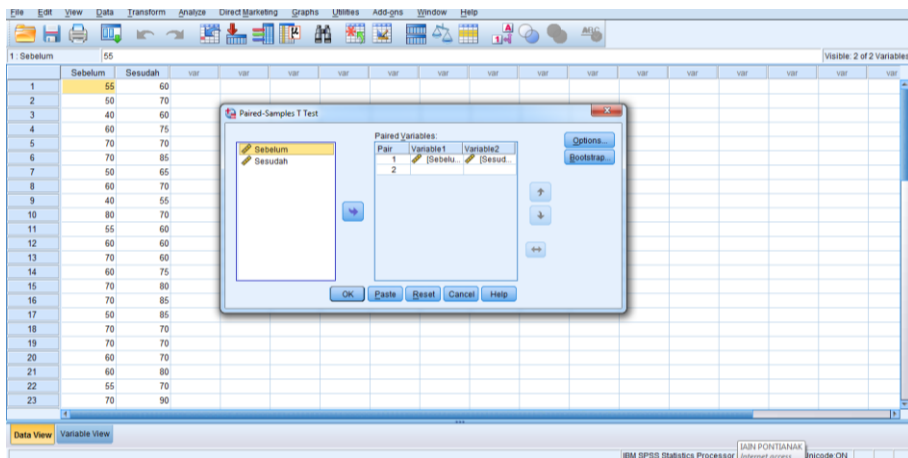 File Edit View Data Transform Analyze Direct Marketing Graphs Utilities Add-ons Window Help
1 : Sebelum 55 Visible: 2 of 2 Variables
Sebelum Sesudah var var var var var var var var var var var var var var
1 55 60
2 50 70
3 40 60
4 60 75
5 70 70
6 70 85
7 50 65
8 60 70
9 40 55
10 80 70
11 55 60
12 60 60
13 70 60
14 60 75
15 70 80
16 70 85
17 50 85
18 70 70
19 70 70
20 60 70
21 60 80
22 55 70
23 70 90
Paired-Samples T Test
Sebelum
Sesudah
Paired Variables:
Pair Variable1 Variable2
1 [Sebelu... [Sesud...
2
Options...
Bootstrap...
OK Paste Reset Cancel Help
Data View Variable View
IBM SPSS Statistics Processor
IAIN PONTIANAK
Internet access
Unicode:ON